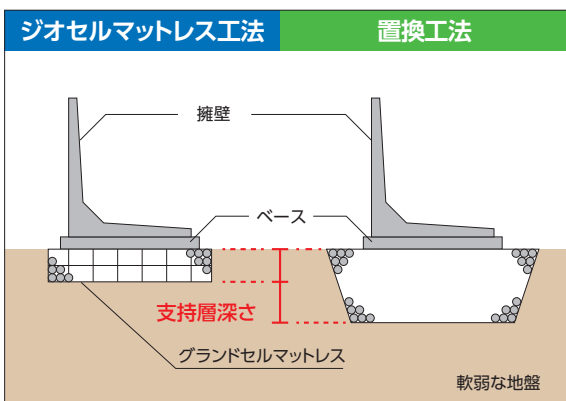 ジオセルマットレス工法
置換工法
擁壁
ベース
支持層深さ
グランドセルマットレス
軟弱な地盤